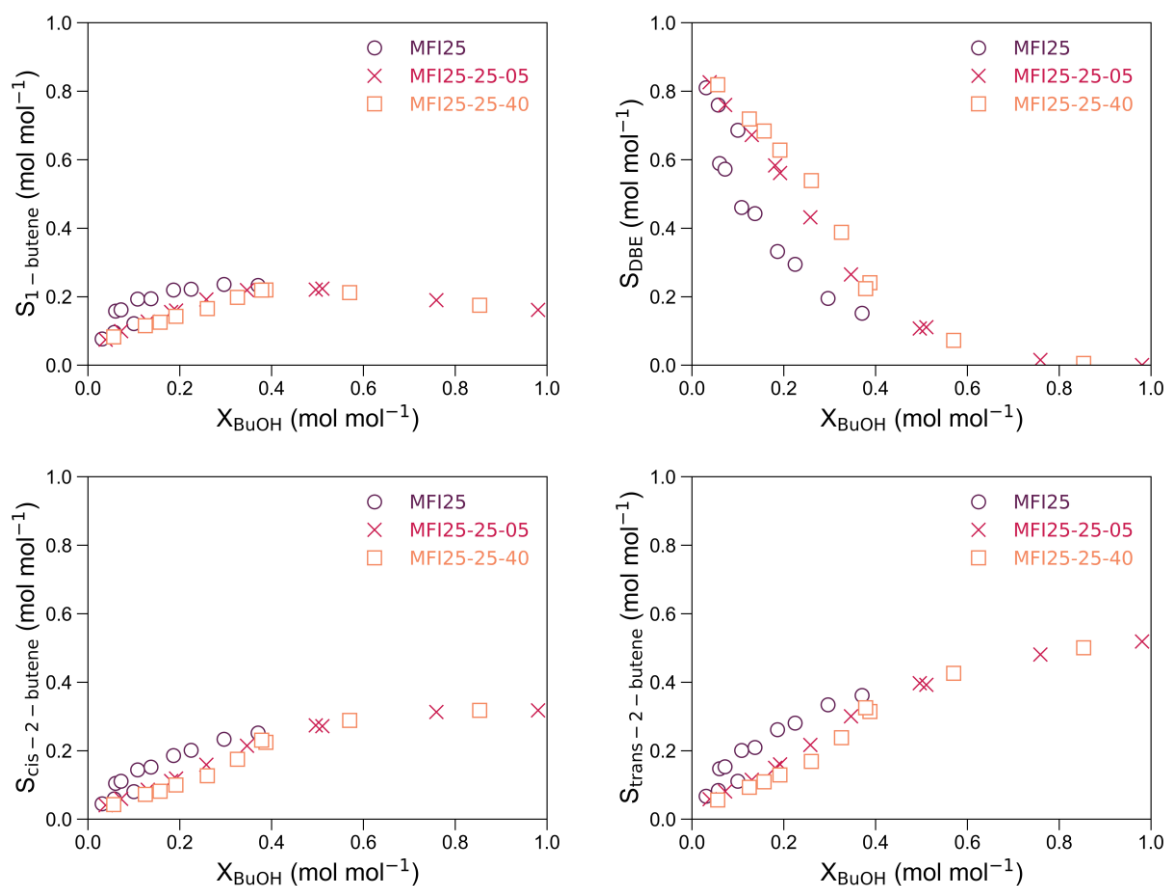 S1−butene (mol mol−1)
1.0
0.8
0.6
0.4
0.2
0.0
MFI25
MFI25-25-05
MFI25-25-40
0.0 0.2 0.4 0.6 0.8 1.0
XBuOH (mol mol−1)
SDBE (mol mol−1)
1.0
0.8
0.6
0.4
0.2
0.0
MFI25
MFI25-25-05
MFI25-25-40
0.0 0.2 0.4 0.6 0.8 1.0
XBuOH (mol mol−1)
Scis−2−butene (mol mol−1)
1.0
0.8
0.6
0.4
0.2
0.0
MFI25
MFI25-25-05
MFI25-25-40
0.0 0.2 0.4 0.6 0.8 1.0
XBuOH (mol mol−1)
Strans−2−butene (mol mol−1)
1.0
0.8
0.6
0.4
0.2
0.0
MFI25
MFI25-25-05
MFI25-25-40
0.0 0.2 0.4 0.6 0.8 1.0
XBuOH (mol mol−1)